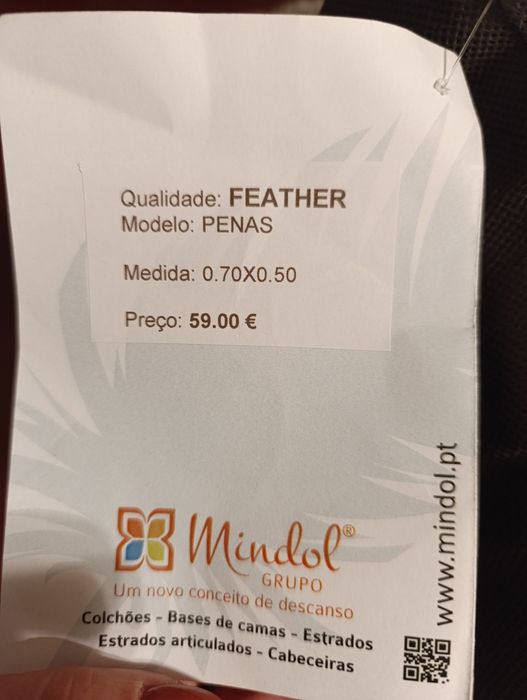 Qualidade: FEATHER
Modelo: PENAS
Medida: 0.70X0.50
Preço: 59.00 €
Mindol®
GRUPO
Um novo conceito de descanso
Colchões - Bases de camas - Estrados
Estrados articulados - Cabeceiras
www.mindol.pt